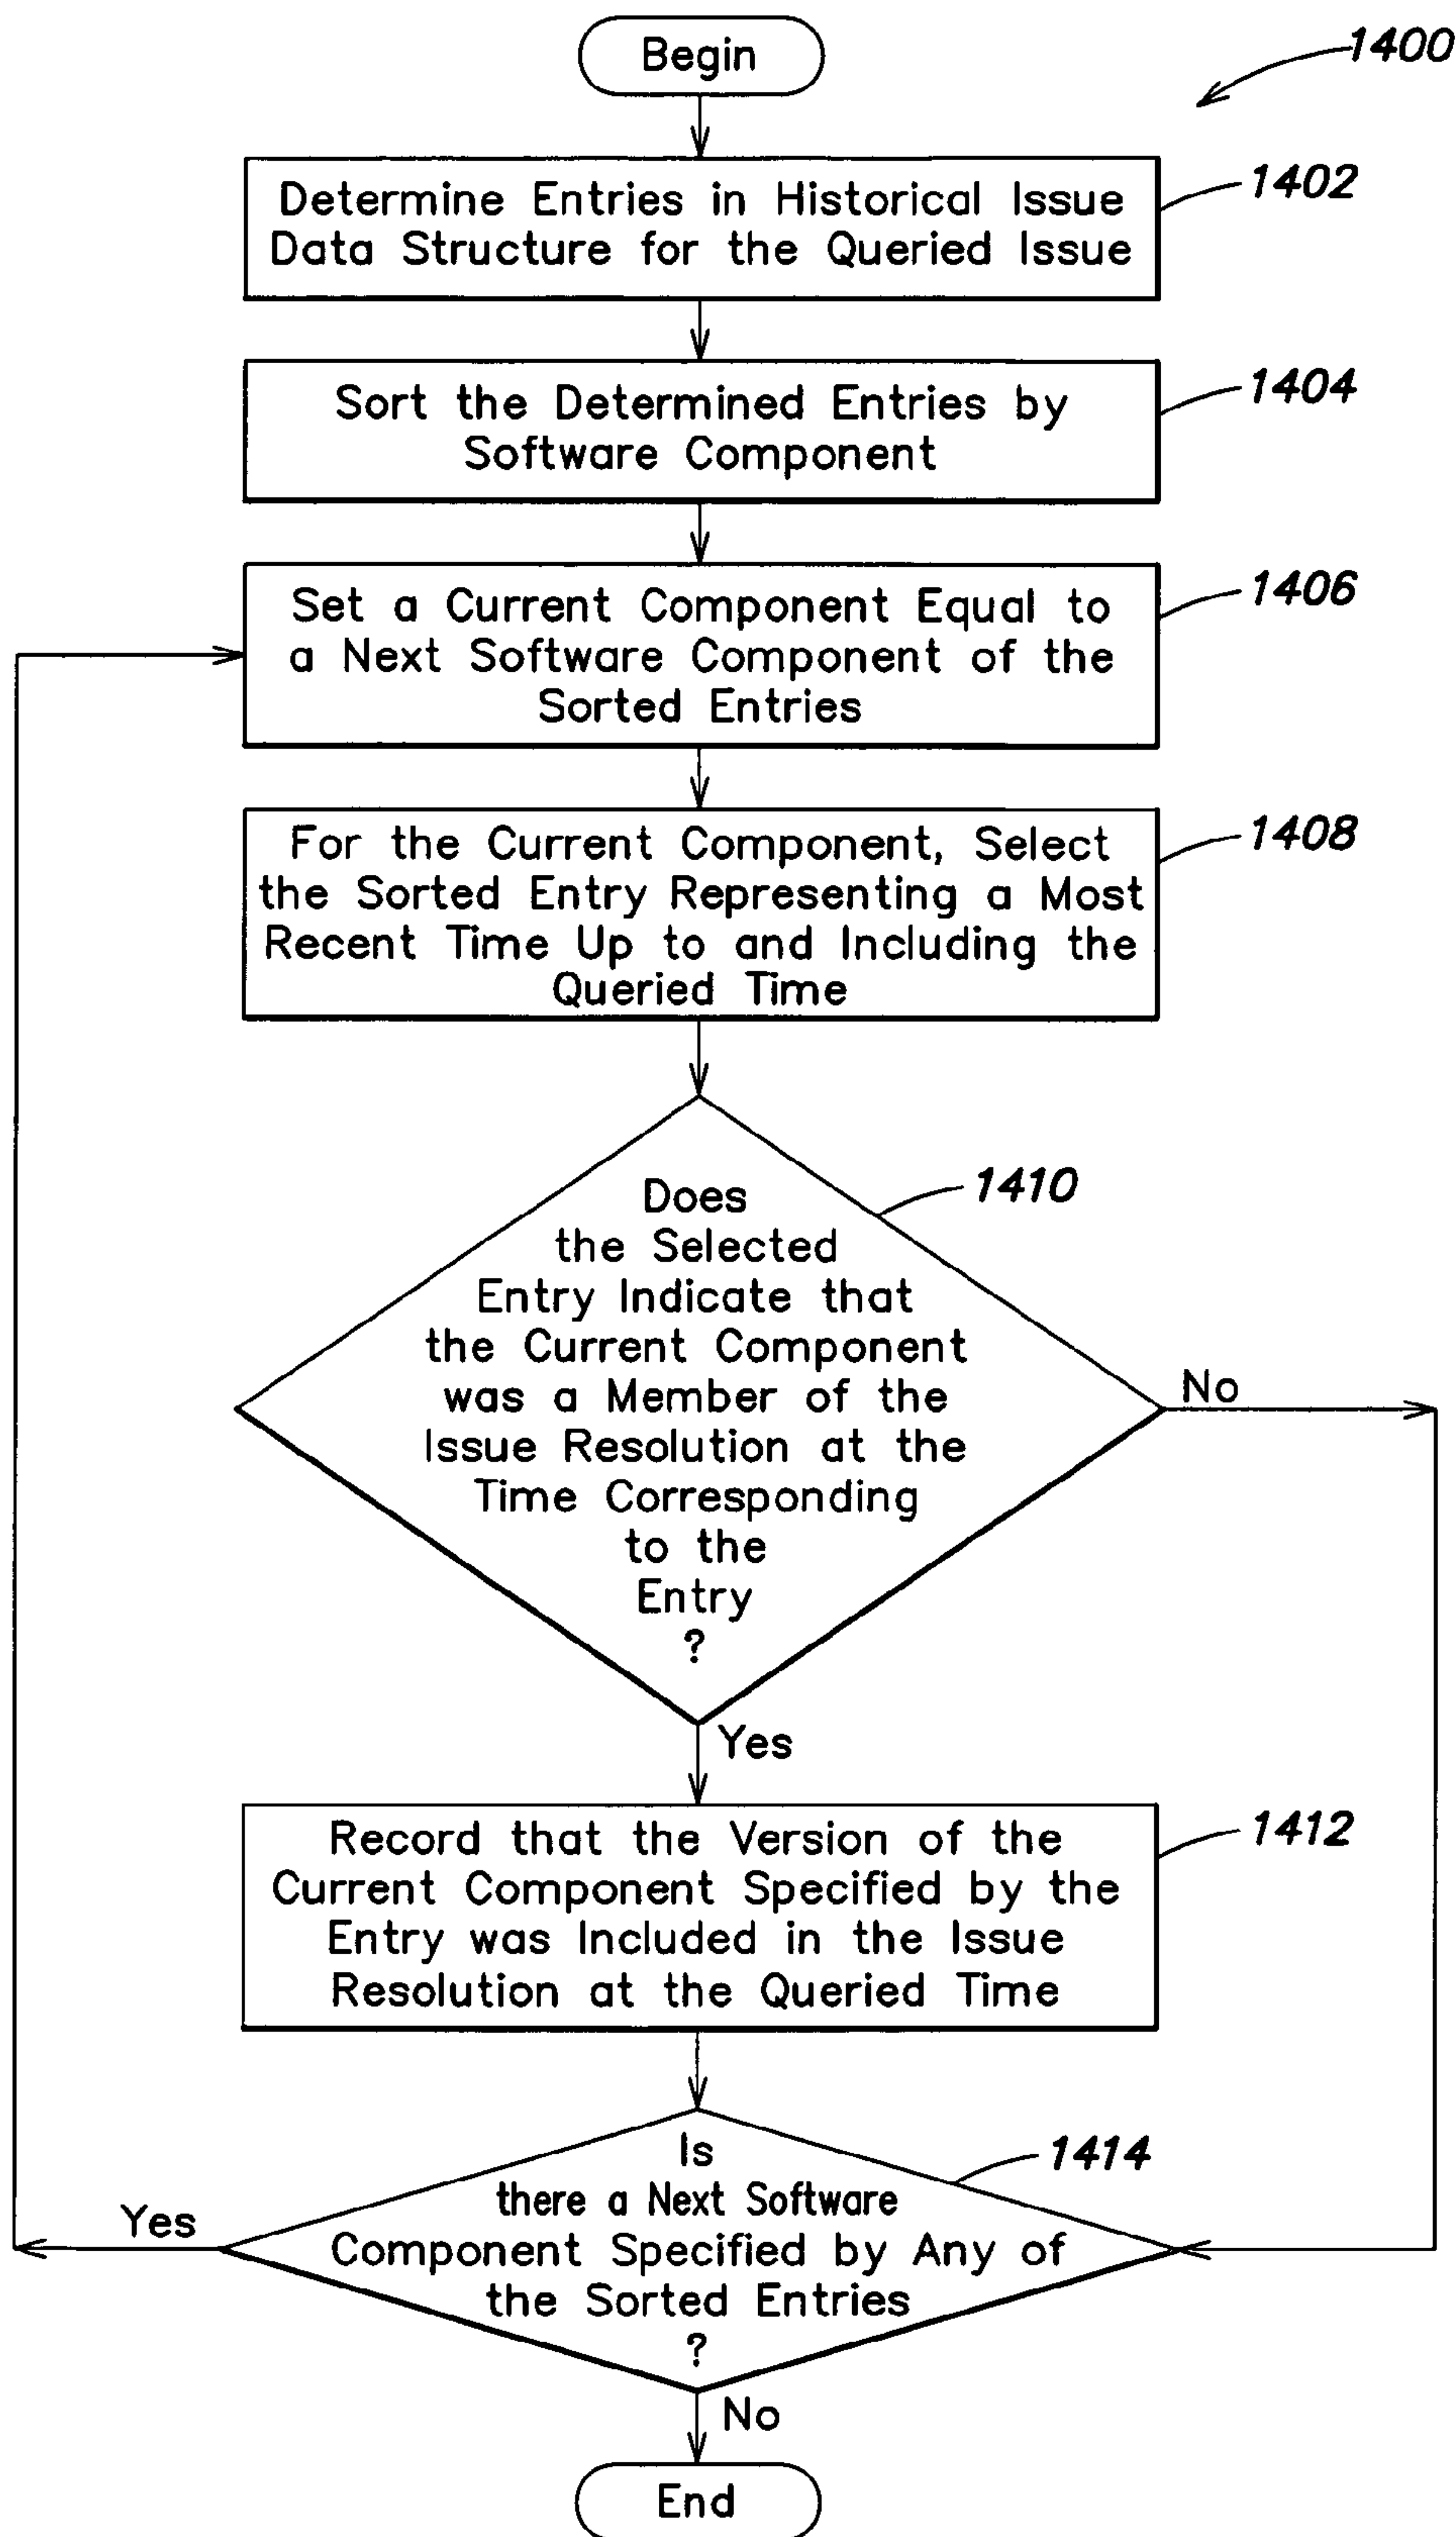 Begin
1400
Determine Entries in Historical Issue
Data Structure for the Queried Issue
1402
Sort the Determined Entries by
Software Component
1404
Set a Current Component Equal to
a Next Software Component of the
Sorted Entries
1406
For the Current Component, Select
the Sorted Entry Representing a Most
Recent Time Up to and Including the
Queried Time
1408
Does
the Selected
Entry Indicate that
the Current Component
was a Member of the
Issue Resolution at the
Time Corresponding
to the
Entry
?
1410
No
Yes
Record that the Version of the
Current Component Specified by the
Entry was Included in the Issue
Resolution at the Queried Time
1412
Is
there a Next Software
Component Specified by Any of
the Sorted Entries
?
1414
Yes
No
End